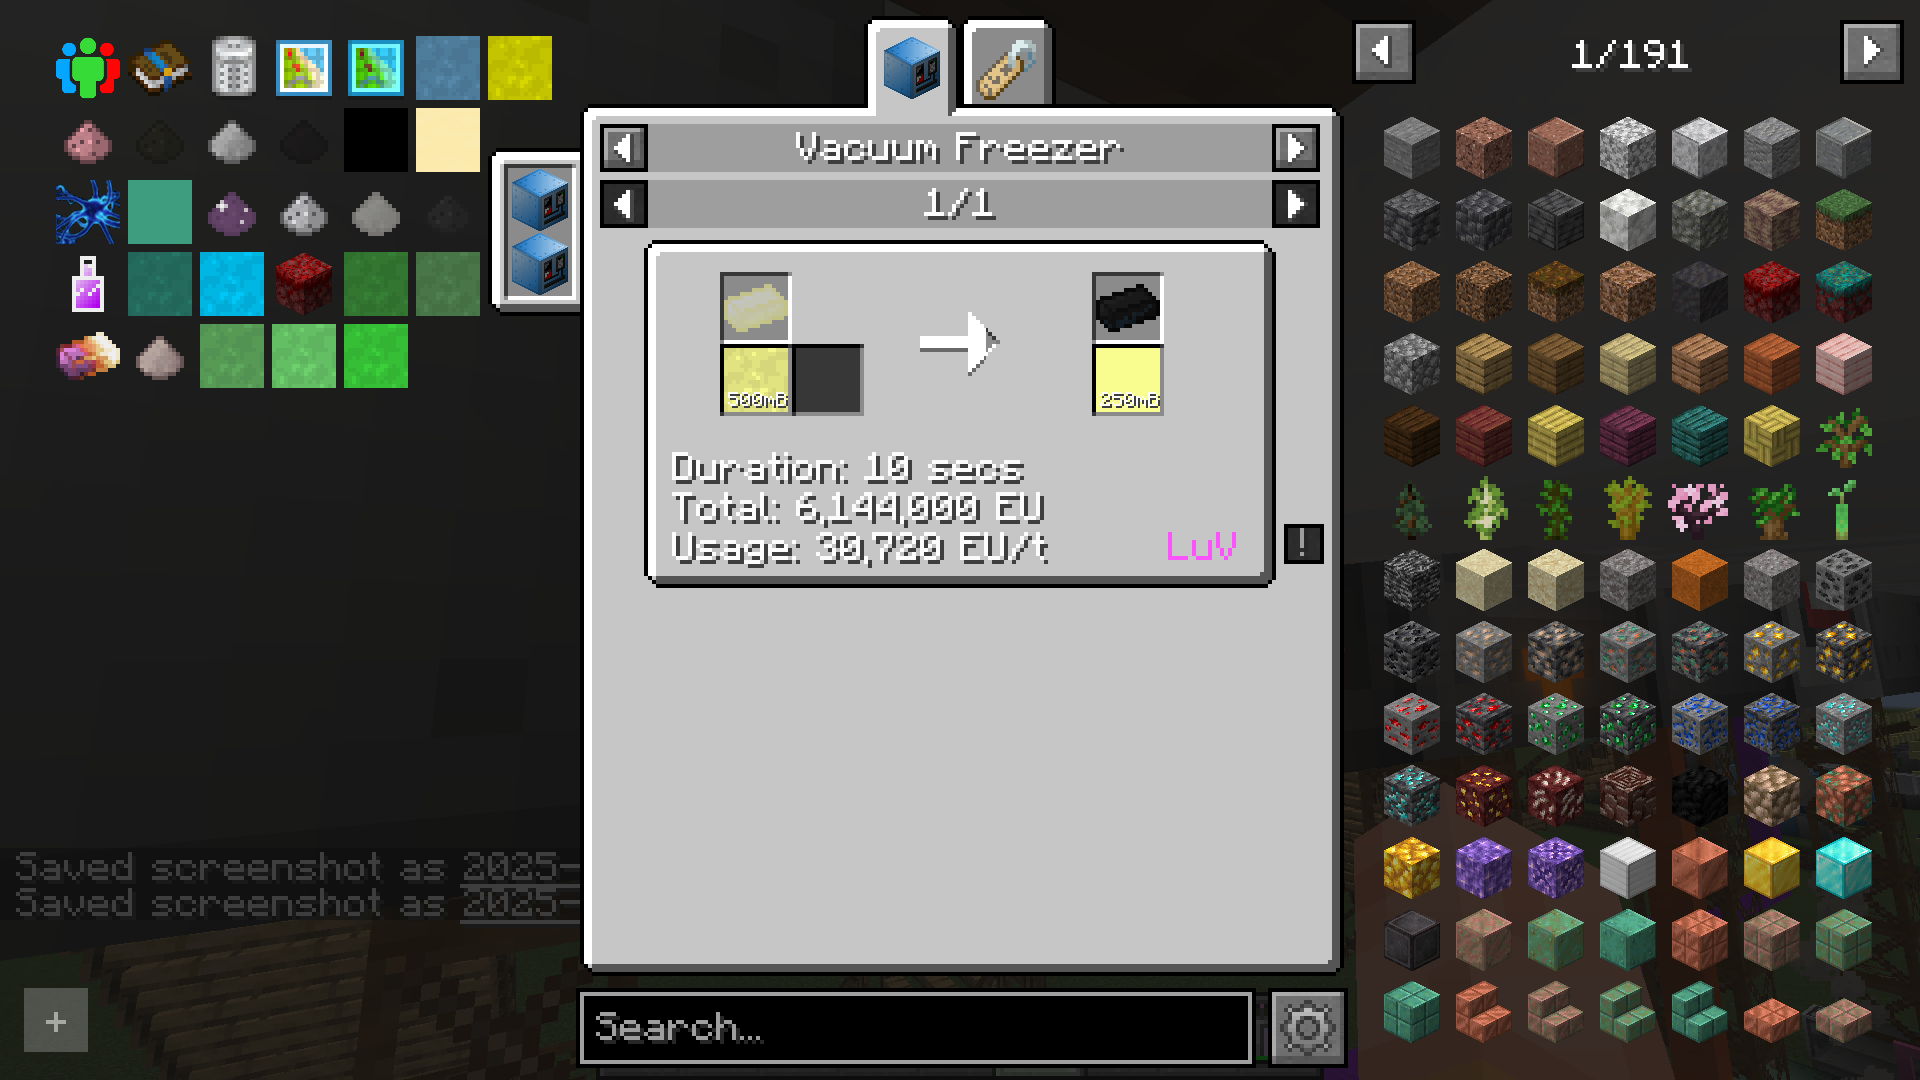 1/191
Vacuum Freezer
1/1
500mB
250mB
Duration: 10 secs
Total: 6,144,000 EU
Usage: 30,720 EU/t
LuV
!
Saved screenshot as 2025-
Saved screenshot as 2025-
+
Search...